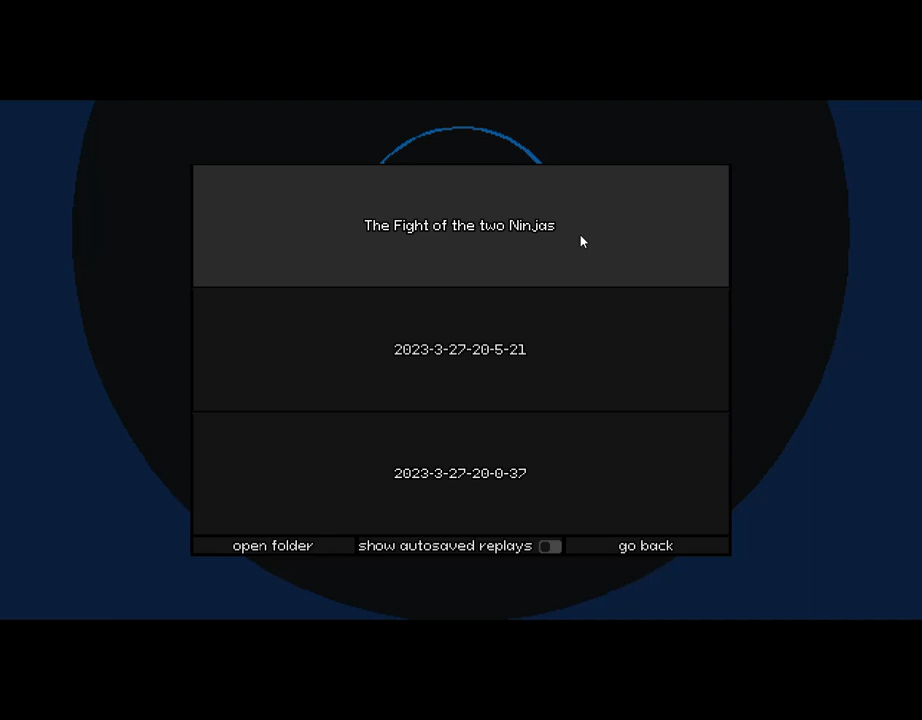 The Fight of the two Ninjas
2023-3-27-20-5-21
2023-3-27-20-0-37
open folder
show autosaved replays
go back